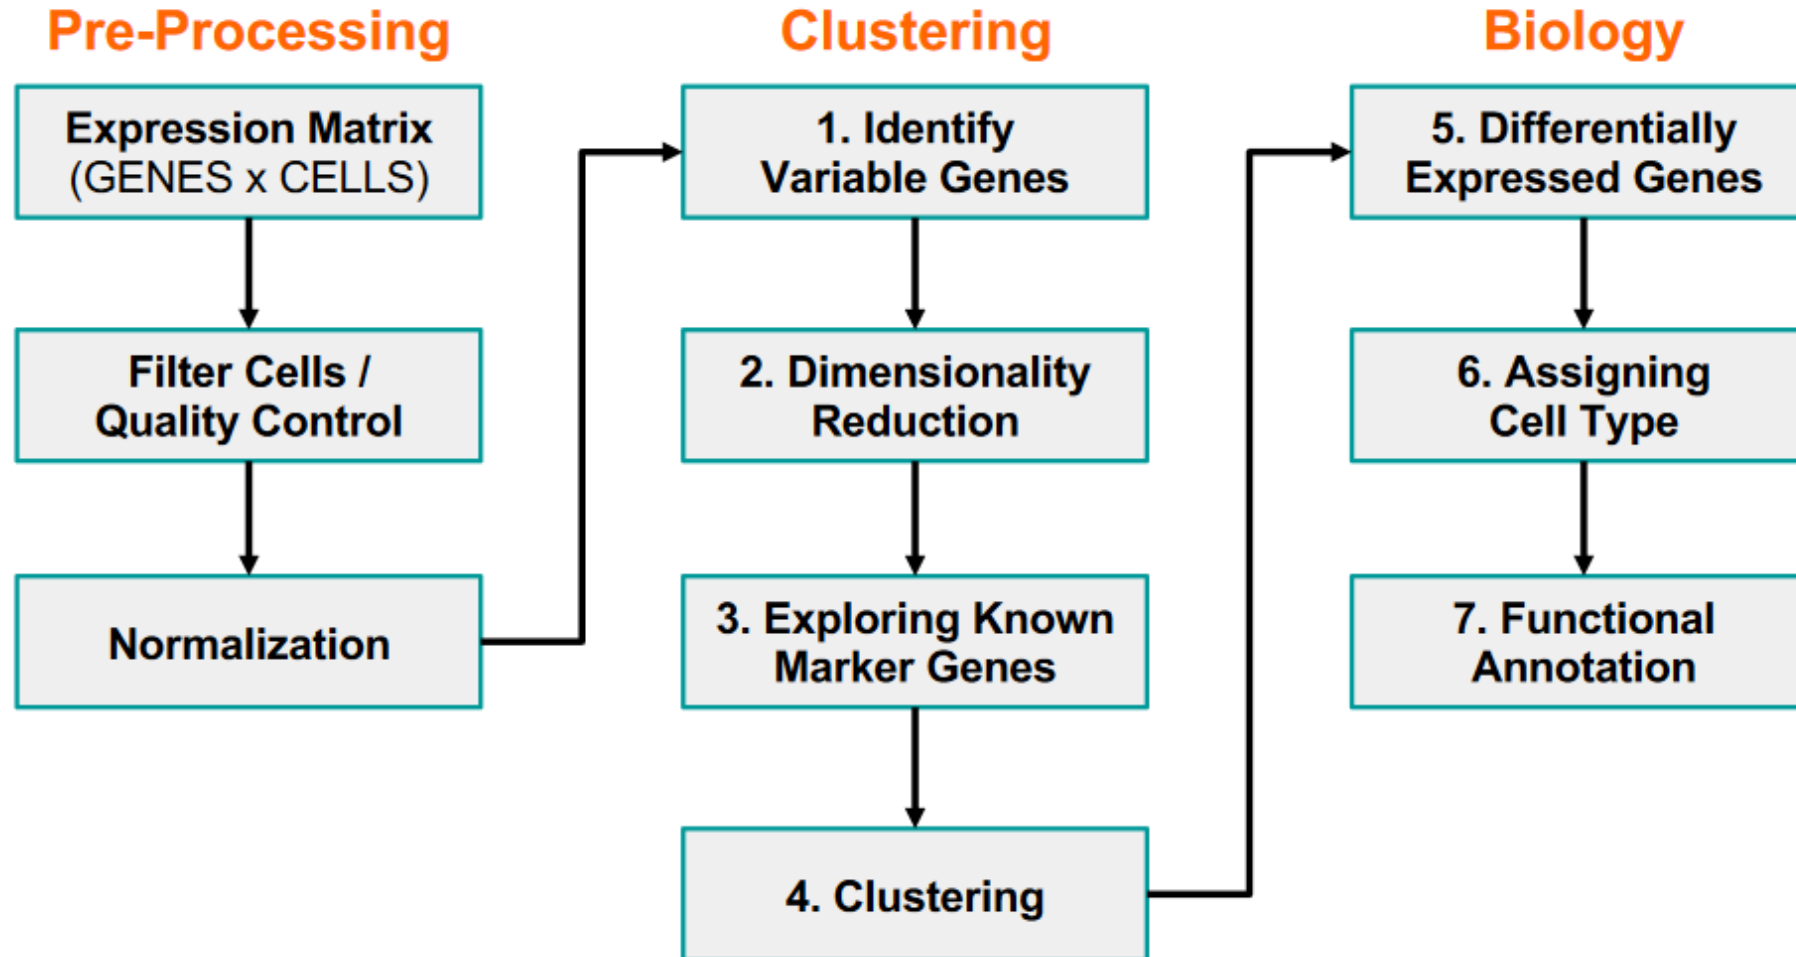 Pre-Processing
Expression Matrix
(GENES x CELLS)
Filter Cells /
Quality Control
Normalization
Clustering
1. Identify
Variable Genes
2. Dimensionality
Reduction
3. Exploring Known
Marker Genes
4. Clustering
Biology
5. Differentially
Expressed Genes
6. Assigning
Cell Type
7. Functional
Annotation